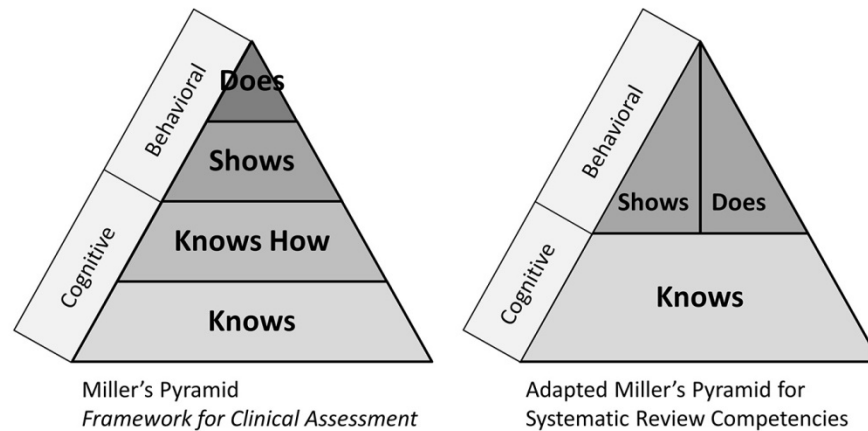 Behavioral
Cognitive
Does
Shows
Knows How
Knows
Miller's Pyramid
Framework for Clinical Assessment
Behavioral
Cognitive
Shows
Does
Knows
Adapted Miller's Pyramid for
Systematic Review Competencies